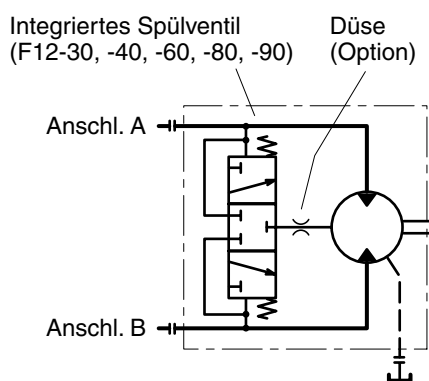 Integriertes Spülventil
(F12-30, -40, -60, -80, -90)
Düse
(Option)
Anschl. A
Anschl. B